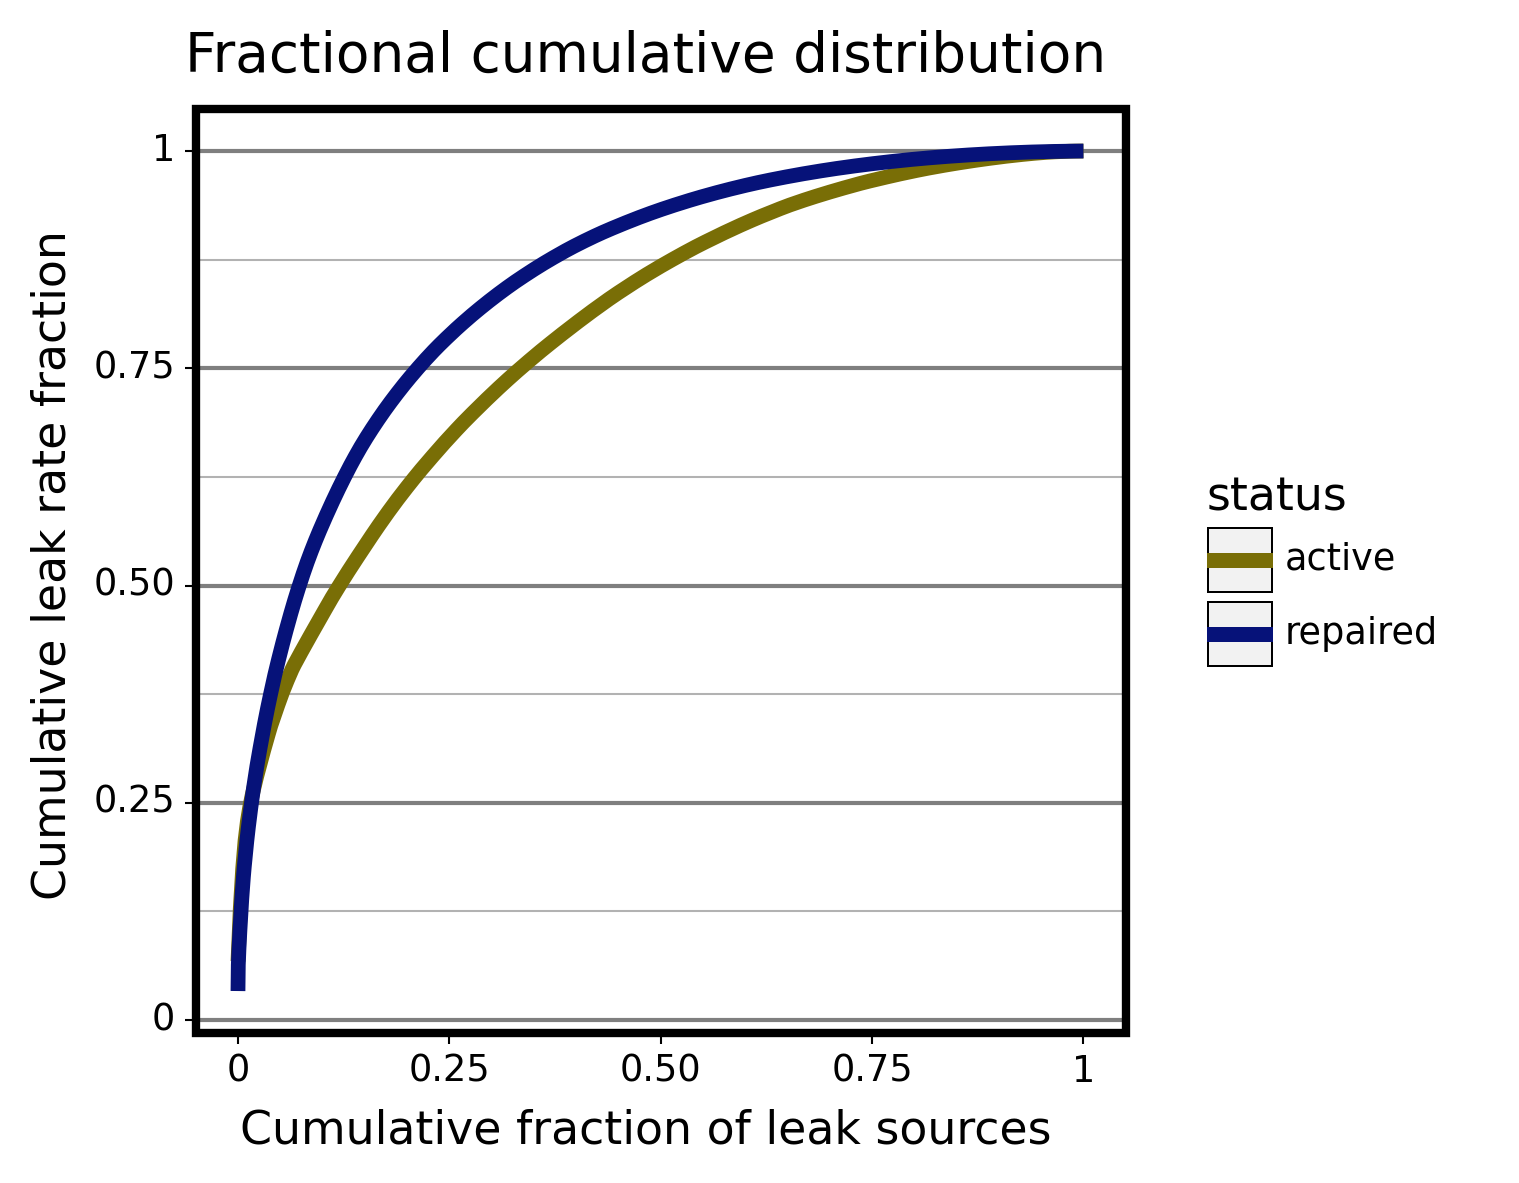 Fractional cumulative distribution
Cumulative leak rate fraction
1
0.75
0.50
0.25
0
0
0.25
0.50
0.75
1
Cumulative fraction of leak sources
status
active
repaired